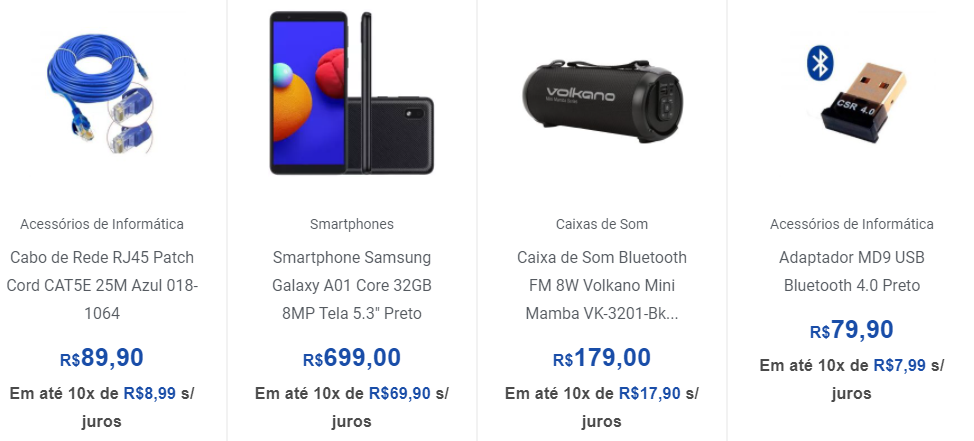 volkano
CSR 4.0
Acessórios de Informática
Cabo de Rede RJ45 Patch
Cord CAT5E 25M Azul 018-
1064
R$89,90
Em até 10x de R$8,99 s/
juros
Smartphones
Smartphone Samsung
Galaxy A01 Core 32GB
8MP Tela 5.3" Preto
R$699,00
Em até 10x de R$69,90 s/
juros
Caixas de Som
Caixa de Som Bluetooth
FM 8W Volkano Mini
Mamba VK-3201-Bk...
R$179,00
Em até 10x de R$17,90 s/
juros
Acessórios de Informática
Adaptador MD9 USB
Bluetooth 4.0 Preto
R$79,90
Em até 10x de R$7,99 s/
juros